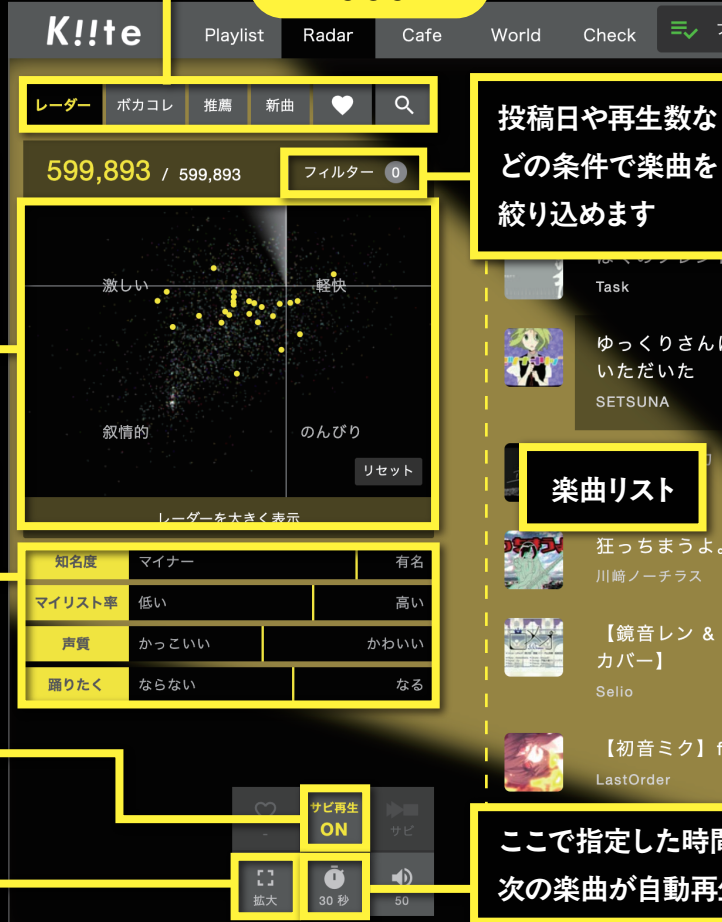 K!!te
Playlist
Radar
Cafe
World
Check
レーダー
ボカコレ
推薦
新曲
599,893 / 599,893
フィルター 0
投稿日や再生数な
どの条件で楽曲を
絞り込めます
激しい
軽快
叙情的
のんびり
リセット
レーダーを大きく表示
Task
ゆっくりさんに
いただいた
SETSUNA
楽曲リスト
狂っちまうよ
川﨑ノーチラス
【鏡音レン &
カバー】
Selio
【初音ミク】f
LastOrder
知名度
マイナー
有名
マイリスト率
低い
高い
声質
かっこいい
かわいい
踊りたく
ならない
なる
-
サビ再生
ON
サビ
拡大
30 秒
50
ここで指定した時間
次の楽曲が自動再生